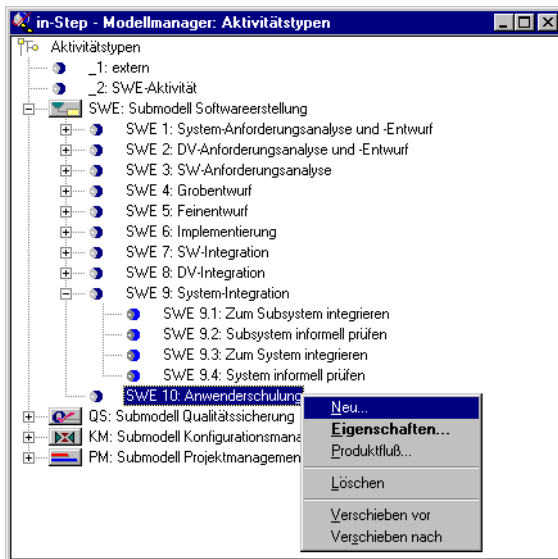 in-Step - Modellmanager: Aktivitätstypen
Aktivitätstypen
_1: extern
_2: SWE-Aktivität
SWE: Submodell Softwareerstellung
SWE 1: System-Anforderungsanalyse und -Entwurf
SWE 2: DV-Anforderungsanalyse und -Entwurf
SWE 3: SW-Anforderungsanalyse
SWE 4: Grobentwurf
SWE 5: Feinentwurf
SWE 6: Implementierung
SWE 7: SW-Integration
SWE 8: DV-Integration
SWE 9: System-Integration
SWE 9.1: Zum Subsystem integrieren
SWE 9.2: Subsystem informell prüfen
SWE 9.3: Zum System integrieren
SWE 9.4: System informell prüfen
SWE 10: Anwenderschulung
QS: Submodell Qualitätssicherung
KM: Submodell Konfigurationsmana
PM: Submodell Projektmanagemen
Neu...
Eigenschaften...
Produktfluß...
Löschen
Verschieben vor
Verschieben nach